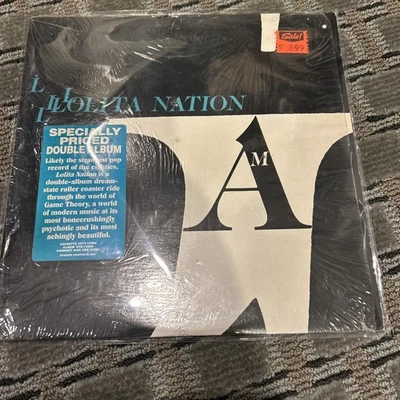 Sale!
$ 899
L L
LLOLITA NATION
L
SPECIALLY
PRICED
DOUBLE ALBUM
Likely the strangest pop
record of the eighties,
Lolita Nation is a
double-album dream-
state roller coaster ride
through the world of
Game Theory, a world
of modern music at its
most bonecrushingly
psychotic and its most
achingly beautiful.
A M